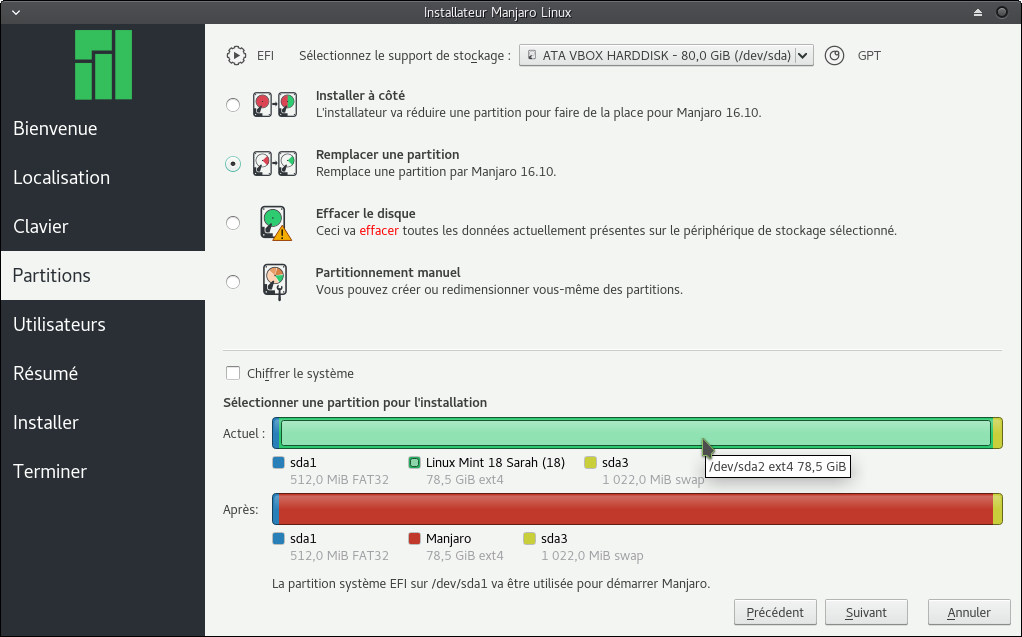 Installateur Manjaro Linux
Bienvenue
Localisation
Clavier
Partitions
Utilisateurs
Résumé
Installer
Terminer
EFI Sélectionnez le support de stockage : ATA VBOX HARDDISK - 80,0 GiB (/dev/sda) GPT
Installer à côté
L'installateur va réduire une partition pour faire de la place pour Manjaro 16.10.
Remplacer une partition
Remplace une partition par Manjaro 16.10.
Effacer le disque
Ceci va effacer toutes les données actuellement présentes sur le périphérique de stockage sélectionné.
Partitionnement manuel
Vous pouvez créer ou redimensionner vous-même des partitions.
Chiffrer le système
Sélectionner une partition pour l'installation
Actuel :
sda1 Linux Mint 18 Sarah (18) sda3
/dev/sda2 ext4 78,5 GiB
512,0 MiB FAT32 78,5 GiB ext4 1 022,0 MiB swap
Après:
sda1 Manjaro sda3
512,0 MiB FAT32 78,5 GiB ext4 1 022,0 MiB swap
La partition système EFI sur /dev/sda1 va être utilisée pour démarrer Manjaro.
Précédent Suivant Annuler